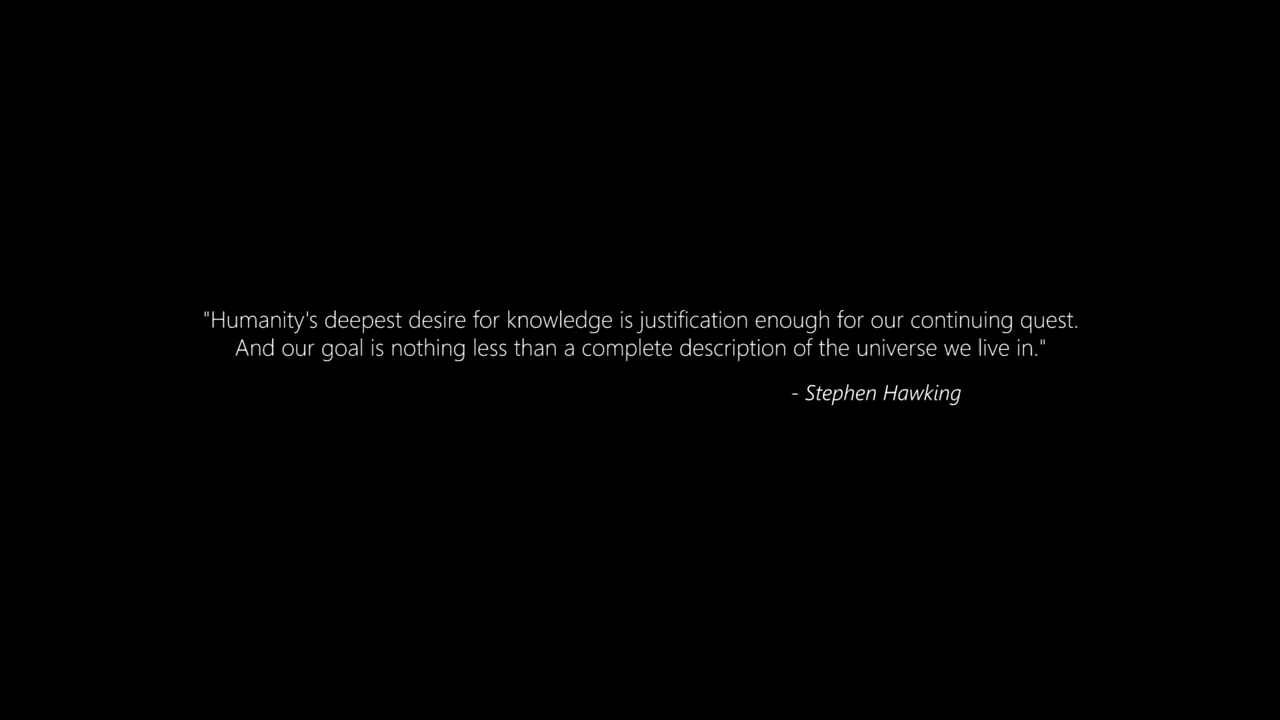 "Humanity's deepest desire for knowledge is justification enough for our continuing quest.
And our goal is nothing less than a complete description of the universe we live in."
- Stephen Hawking